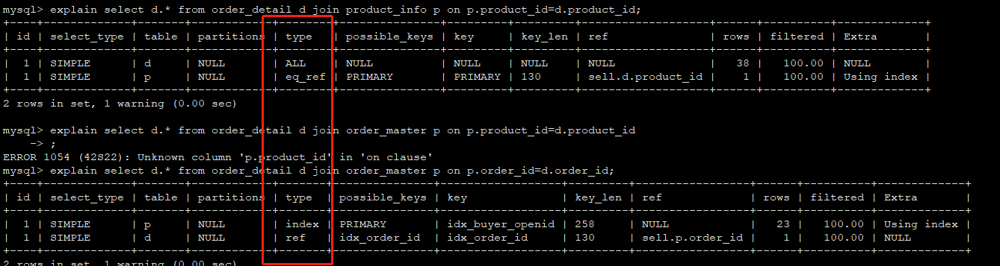 mysql> explain select d.* from order_detail d join product_info p on p.product_id=d.product_id;
+----+-------------+-------+------------+--------+---------------+---------+---------+-------------------+------+----------+-------------+
| id | select_type | table | partitions | type   | possible_keys | key     | key_len | ref               | rows | filtered | Extra       |
+----+-------------+-------+------------+--------+---------------+---------+---------+-------------------+------+----------+-------------+
|  1 | SIMPLE      | d     | NULL       | ALL    | NULL          | NULL    | NULL    | NULL              |   38 |   100.00 | NULL        |
|  1 | SIMPLE      | p     | NULL       | eq_ref | PRIMARY       | PRIMARY | 130     | sell.d.product_id |    1 |   100.00 | Using index |
+----+-------------+-------+------------+--------+---------------+---------+---------+-------------------+------+----------+-------------+
2 rows in set, 1 warning (0.00 sec)

mysql> explain select d.* from order_detail d join order_master p on p.product_id=d.product_id
    -> ;
ERROR 1054 (42S22): Unknown column 'p.product_id' in 'on clause'
mysql> explain select d.* from order_detail d join order_master p on p.order_id=d.order_id;
+----+-------------+-------+------------+-------+---------------+------------------+---------+-----------------+------+----------+-------------+
| id | select_type | table | partitions | type  | possible_keys | key              | key_len | ref             | rows | filtered | Extra       |
+----+-------------+-------+------------+-------+---------------+------------------+---------+-----------------+------+----------+-------------+
|  1 | SIMPLE      | p     | NULL       | index | PRIMARY       | idx_buyer_openid | 258     | NULL            |   23 |   100.00 | Using index |
|  1 | SIMPLE      | d     | NULL       | ref   | idx_order_id  | idx_order_id     | 130     | sell.p.order_id |    1 |   100.00 | NULL        |
+----+-------------+-------+------------+-------+---------------+------------------+---------+-----------------+------+----------+-------------+
2 rows in set, 1 warning (0.00 sec)